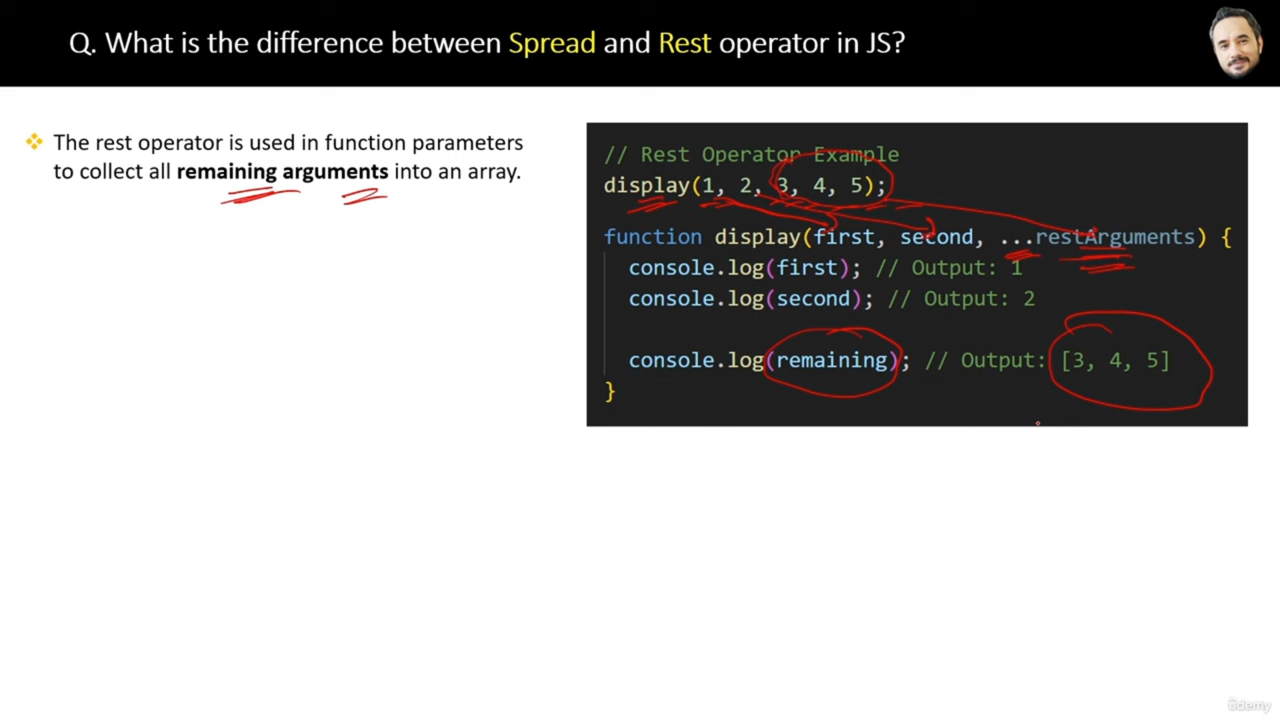 Q. What is the difference between Spread and Rest operator in JS?
The rest operator is used in function parameters
to collect all remaining arguments into an array.
// Rest Operator Example
display(1, 2, 3, 4, 5);
function display(first, second, ...restArguments) {
console.log(first); // Output: 1
console.log(second); // Output: 2
console.log(remaining); // Output: [3, 4, 5]
}
ûdemy